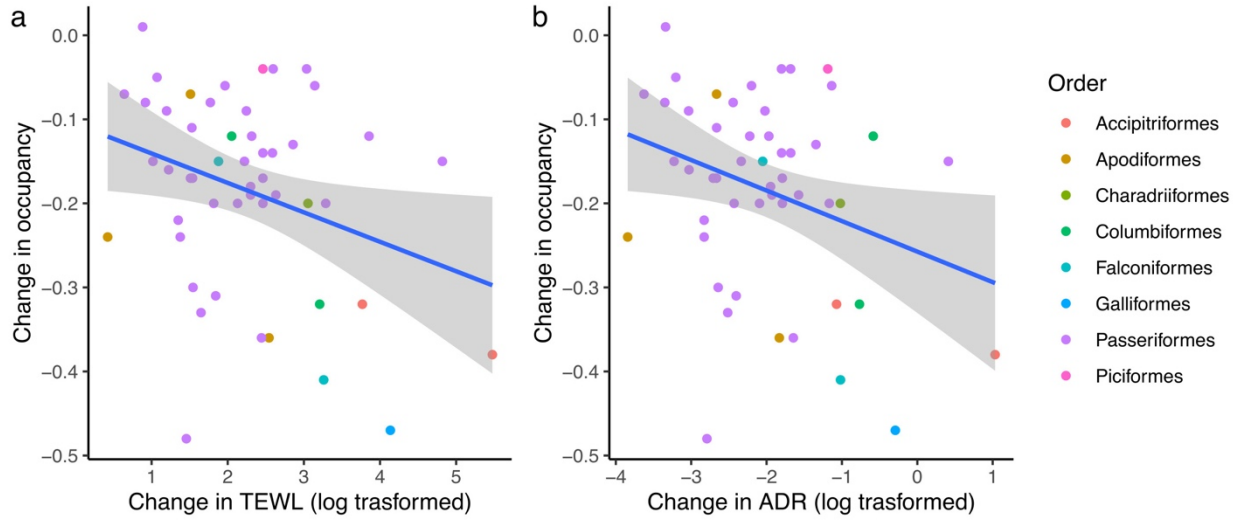 a
b
0.0
−0.1
−0.2
−0.3
−0.4
−0.5
Change in occupancy
1 2 3 4 5
Change in TEWL (log trasformed)
0.0
−0.1
−0.2
−0.3
−0.4
−0.5
Change in occupancy
−4 −3 −2 −1 0 1
Change in ADR (log trasformed)
Order
Accipitriformes
Apodiformes
Charadriiformes
Columbiformes
Falconiformes
Galliformes
Passeriformes
Piciformes